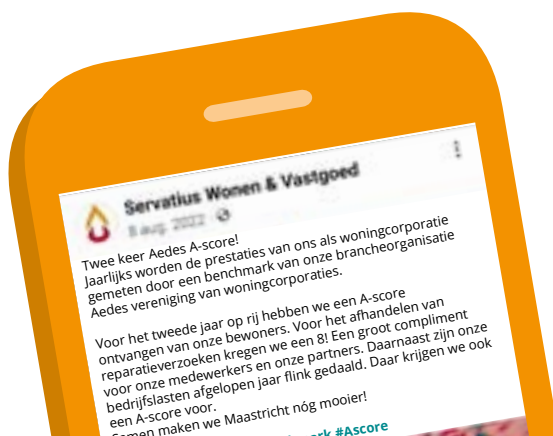 Servatius Wonen & Vastgoed
8 aug. 2022
Twee keer Aedes A-score!
Jaarlijks worden de prestaties van ons als woningcorporatie
gemeten door een benchmark van onze brancheorganisatie
Aedes vereniging van woningcorporaties.
Voor het tweede jaar op rij hebben we een A-score
ontvangen van onze bewoners. Voor het afhandelen van
reparatieverzoeken kregen we een 8! Een groot compliment
voor onze medewerkers en onze partners. Daarnaast zijn onze
bedrijfslasten afgelopen jaar flink gedaald. Daar krijgen we ook
een A-score voor.
Samen maken we Maastricht nóg mooier!
#Ascore